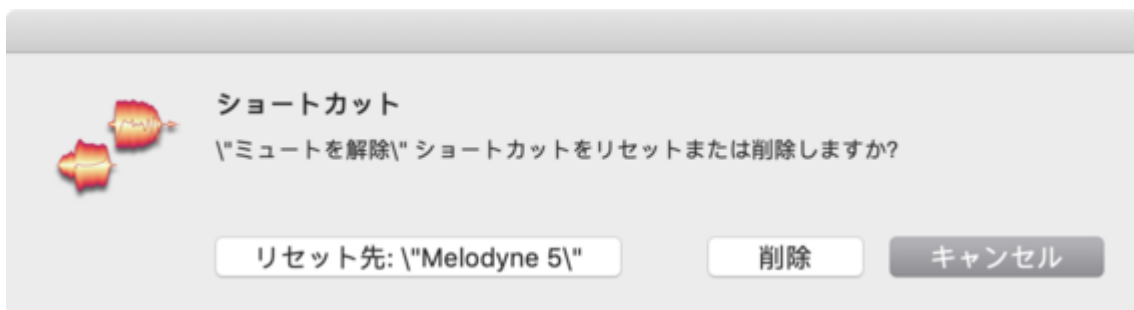 ショートカット
\"ミュートを解除\" ショートカットをリセットまたは削除しますか?
リセット先: \"Melodyne 5\"
削除
キャンセル